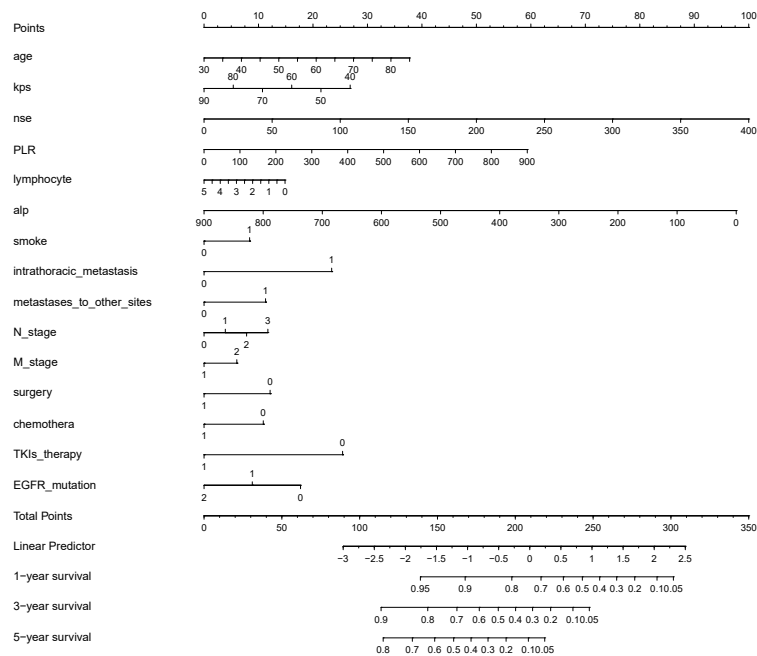 0 10 20 30 40 50 60 70 80 90 100
Points
age
30 40 50 60 70 80
80 60 40
kps
90 70 50
nse
0 50 100 150 200 250 300 350 400
PLR
0 100 200 300 400 500 600 700 800 900
lymphocyte
5 4 3 2 1 0
alp
900 800 700 600 500 400 300 200 100 0
1
smoke
0
1
intrathoracic_metastasis
0
1
metastases_to_other_sites
0
1 3
N_stage
0 2
2
M_stage
1
0
surgery
1
0
chemothera
1
0
TKIs_therapy
1
1
EGFR_mutation
2 0
Total Points
0 50 100 150 200 250 300 350
Linear Predictor
−3 −2.5 −2 −1.5 −1 −0.5 0 0.5 1 1.5 2 2.5
1−year survival
0.95 0.9 0.8 0.7 0.6 0.5 0.4 0.3 0.2 0.10.05
3−year survival
0.9 0.8 0.7 0.6 0.5 0.4 0.3 0.2 0.10.05
5−year survival
0.8 0.7 0.6 0.5 0.4 0.3 0.2 0.10.05